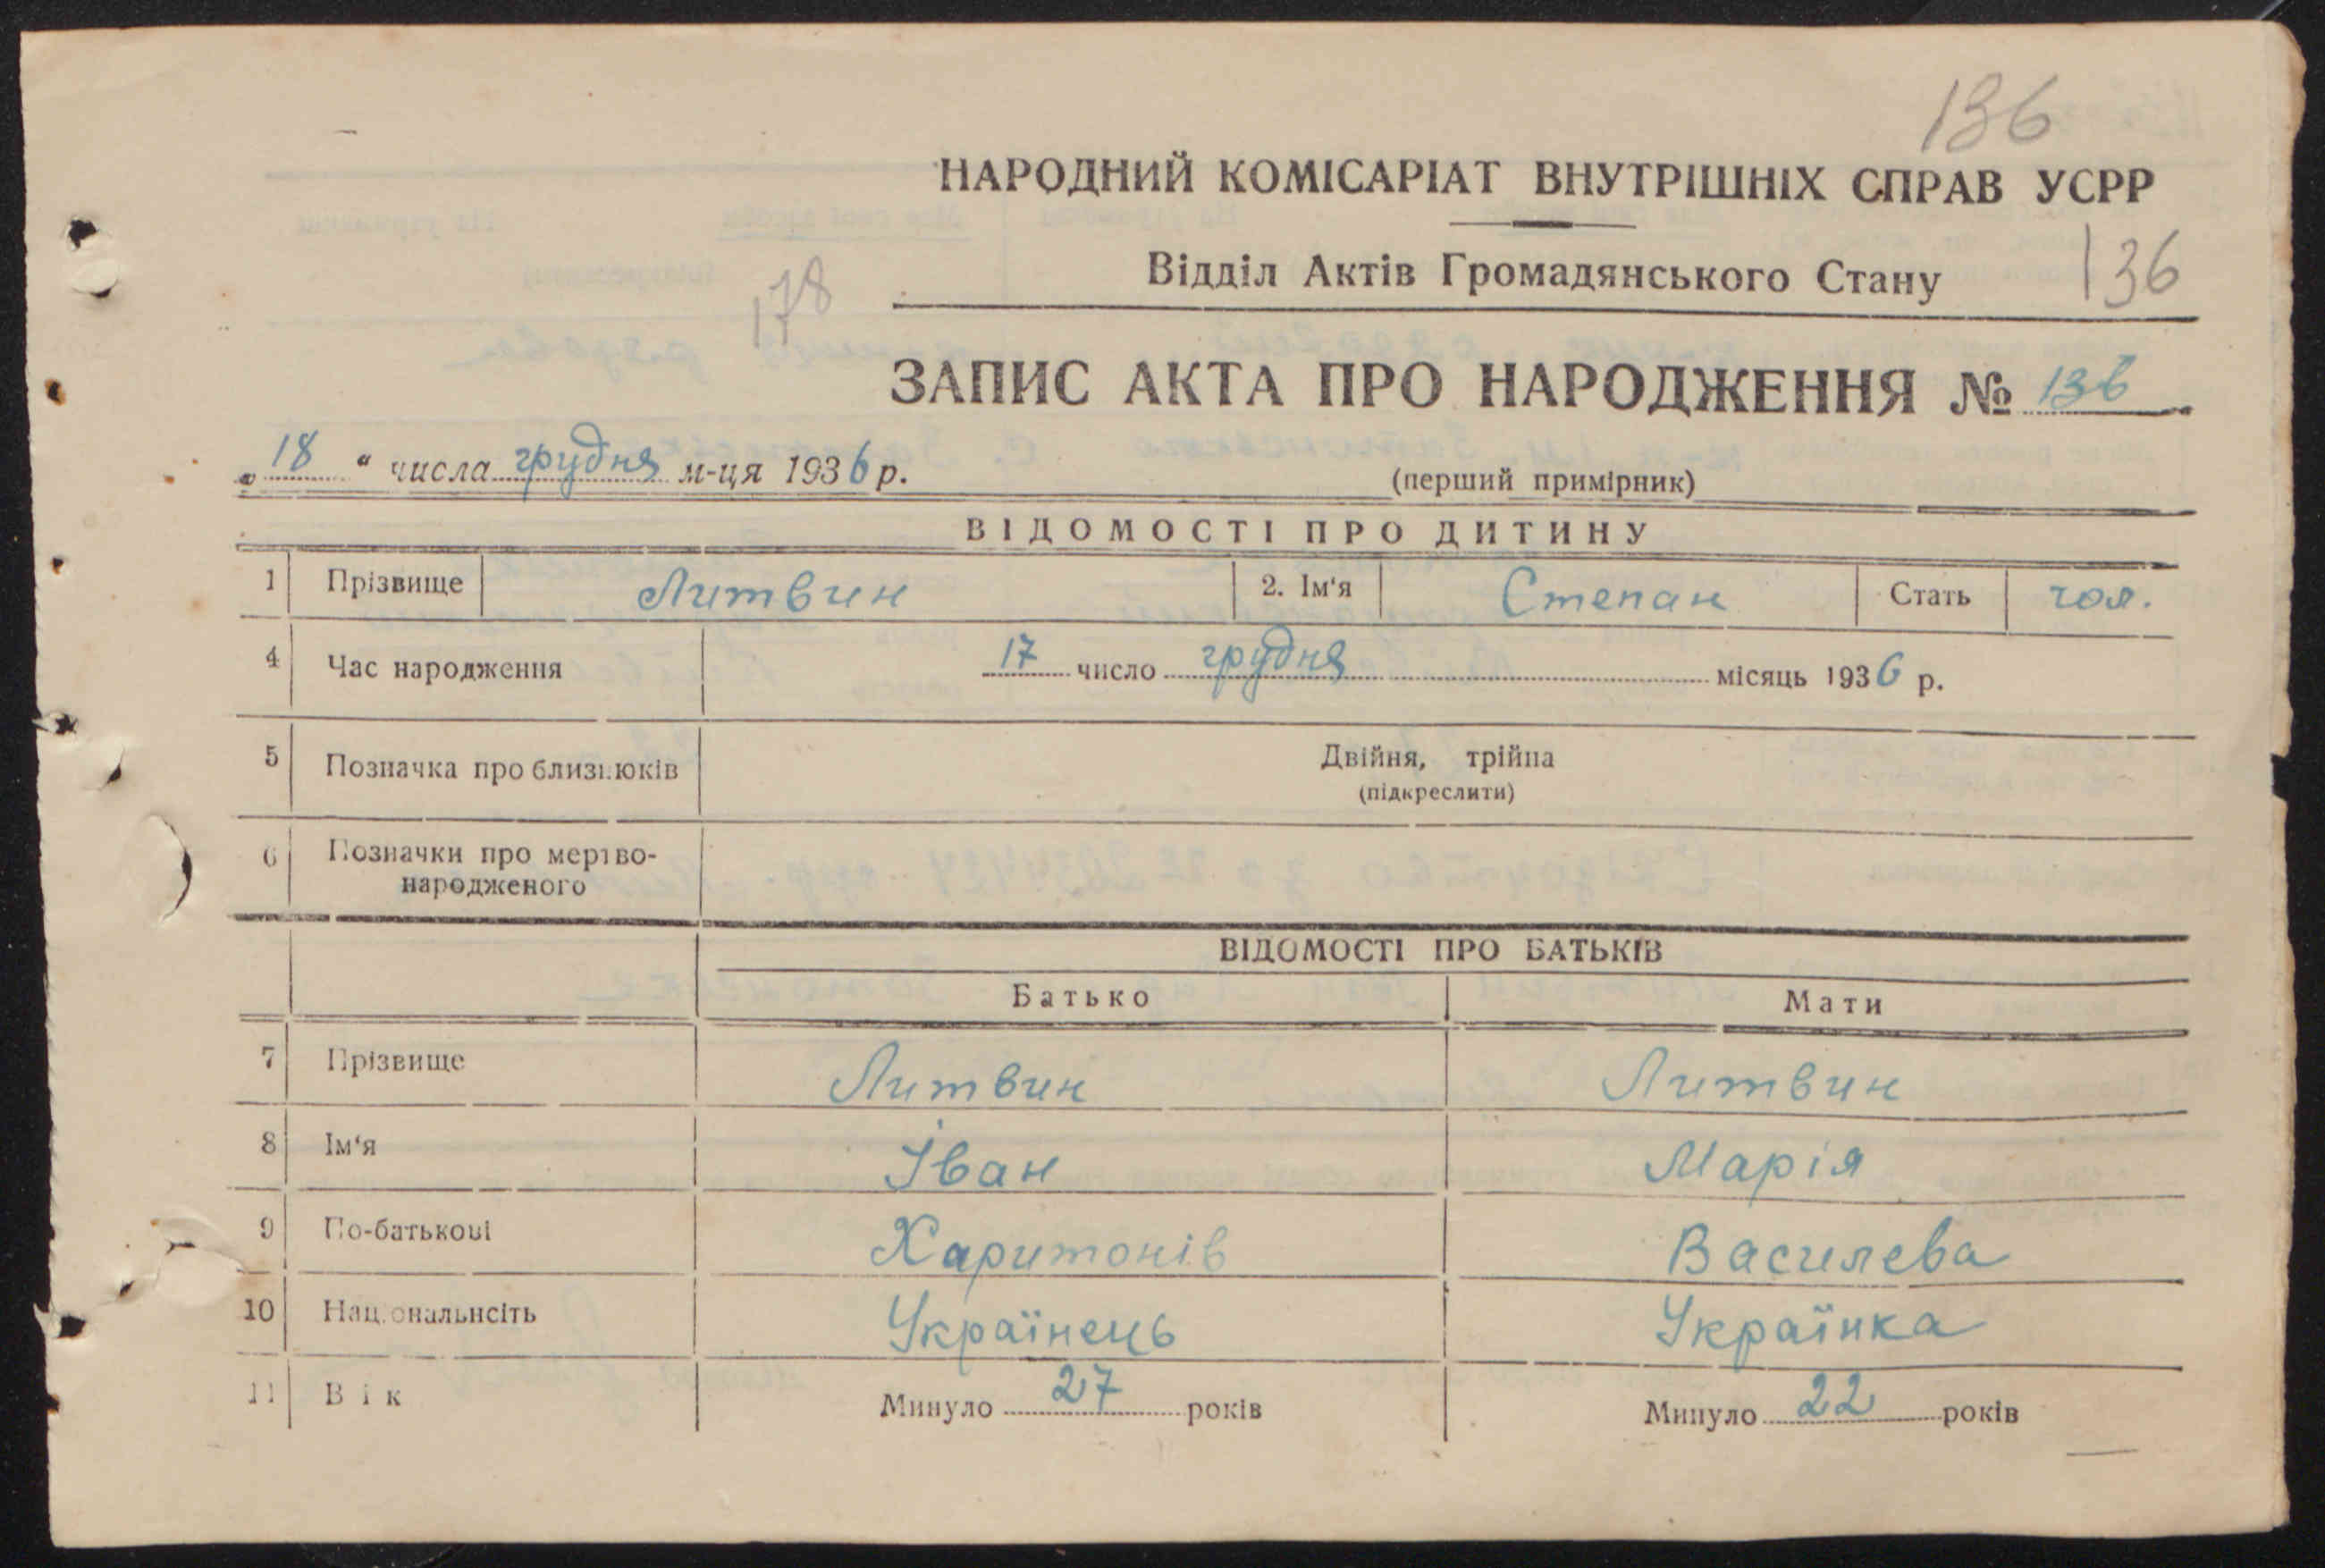 136
НАРОДНИЙ КОМІСАРІАТ ВНУТРІШНІХ СПРАВ УСРР
Відділ Актів Громадянського Стану
136
178
ЗАПИС АКТА ПРО НАРОДЖЕННЯ № 136
„18“ числа грудня м-ця 1936 р.
(перший примірник)
ВІДОМОСТІ ПРО ДИТИНУ
1 Прізвище Литвин 2. Ім'я Степан Стать чол.
4 Час народження 17 число грудня місяць 1936 р.
5 Позначка про близнюків Двійня, трійна
(підкреслити)
6 Позначки про мертво-
народженого
ВІДОМОСТІ ПРО БАТЬКІВ
Батько Мати
7 Прізвище Литвин Литвин
8 Ім'я Іван Марія
9 По-батькові Харитонів Василева
10 Національнсіть Українець Українка
11 Вік Минуло 27 років Минуло 22 років